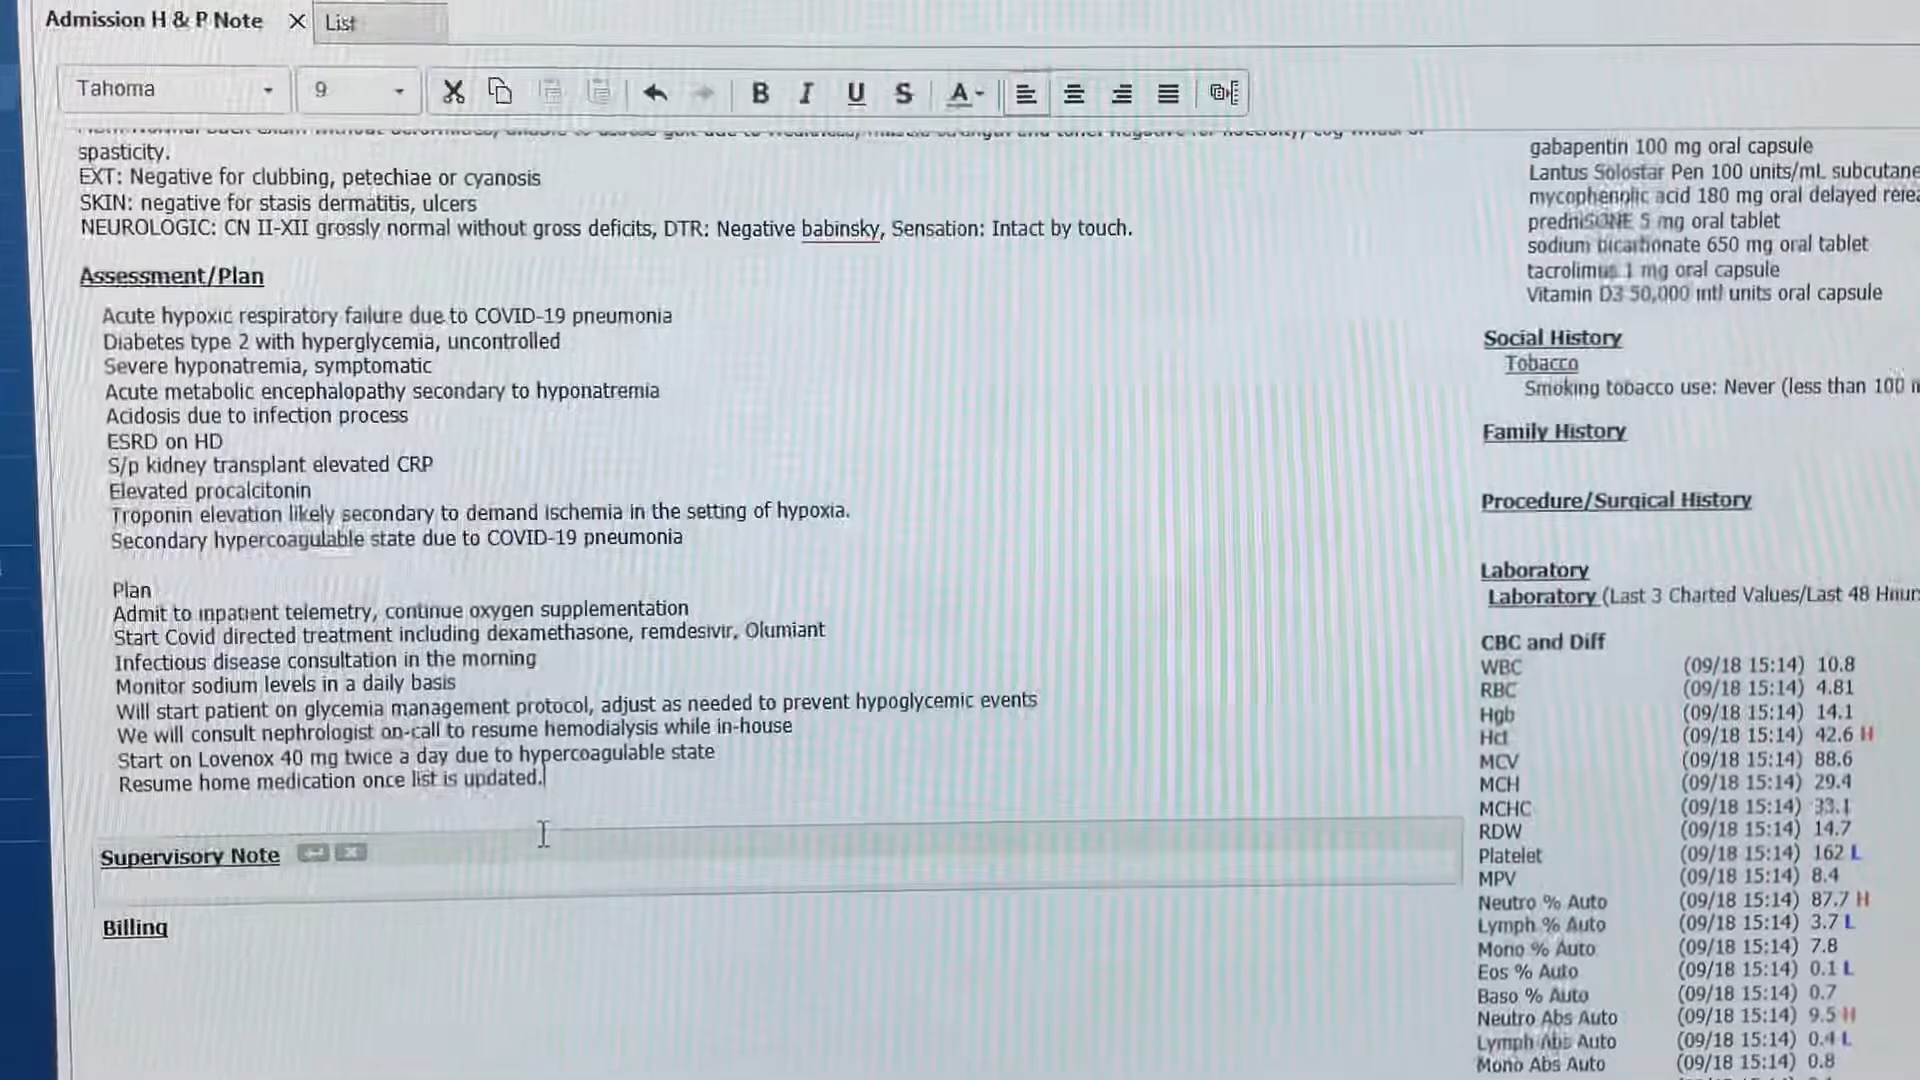 Admission H & P Note
List
Tahoma
9
B I U S A
spasticity.
EXT: Negative for clubbing, petechiae or cyanosis
SKIN: negative for stasis dermatitis, ulcers
NEUROLOGIC: CN II-XII grossly normal without gross deficits, DTR: Negative babinsky, Sensation: Intact by touch.
Assessment/Plan
Acute hypoxic respiratory failure due to COVID-19 pneumonia
Diabetes type 2 with hyperglycemia, uncontrolled
Severe hyponatremia, symptomatic
Acute metabolic encephalopathy secondary to hyponatremia
Acidosis due to infection process
ESRD on HD
S/p kidney transplant elevated CRP
Elevated procalcitonin
Troponin elevation likely secondary to demand ischemia in the setting of hypoxia.
Secondary hypercoagulable state due to COVID-19 pneumonia
Plan
Admit to inpatient telemetry, continue oxygen supplementation
Start Covid directed treatment including dexamethasone, remdesivir, Olumiant
Infectious disease consultation in the morning
Monitor sodium levels in a daily basis
Will start patient on glycemia management protocol, adjust as needed to prevent hypoglycemic events
We will consult nephrologist on-call to resume hemodialysis while in-house
Start on Lovenox 40 mg twice a day due to hypercoagulable state
Resume home medication once list is updated.
Supervisory Note
Billing
gabapentin 100 mg oral capsule
Lantus Solostar Pen 100 units/mL subcutane
mycophenolic acid 180 mg oral delayed relea
predniSONE 5 mg oral tablet
sodium bicarbonate 650 mg oral tablet
tacrolimus 1 mg oral capsule
Vitamin D3 50,000 intl units oral capsule
Social History
Tobacco
Smoking tobacco use: Never (less than 100
Family History
Procedure/Surgical History
Laboratory
Laboratory (Last 3 Charted Values/Last 48 Hour
CBC and Diff
WBC (09/18 15:14) 10.8
RBC (09/18 15:14) 4.81
Hgb (09/18 15:14) 14.1
Hct (09/18 15:14) 42.6 H
MCV (09/18 15:14) 88.6
MCH (09/18 15:14) 29.4
MCHC (09/18 15:14) 33.1
RDW (09/18 15:14) 14.7
Platelet (09/18 15:14) 162 L
MPV (09/18 15:14) 8.4
Neutro % Auto (09/18 15:14) 87.7 H
Lymph % Auto (09/18 15:14) 3.7 L
Mono % Auto (09/18 15:14) 7.8
Eos % Auto (09/18 15:14) 0.1 L
Baso % Auto (09/18 15:14) 0.7
Neutro Abs Auto (09/18 15:14) 9.5 H
Lymph Abs Auto (09/18 15:14) 0.4 L
Mono Abs Auto (09/18 15:14) 0.8